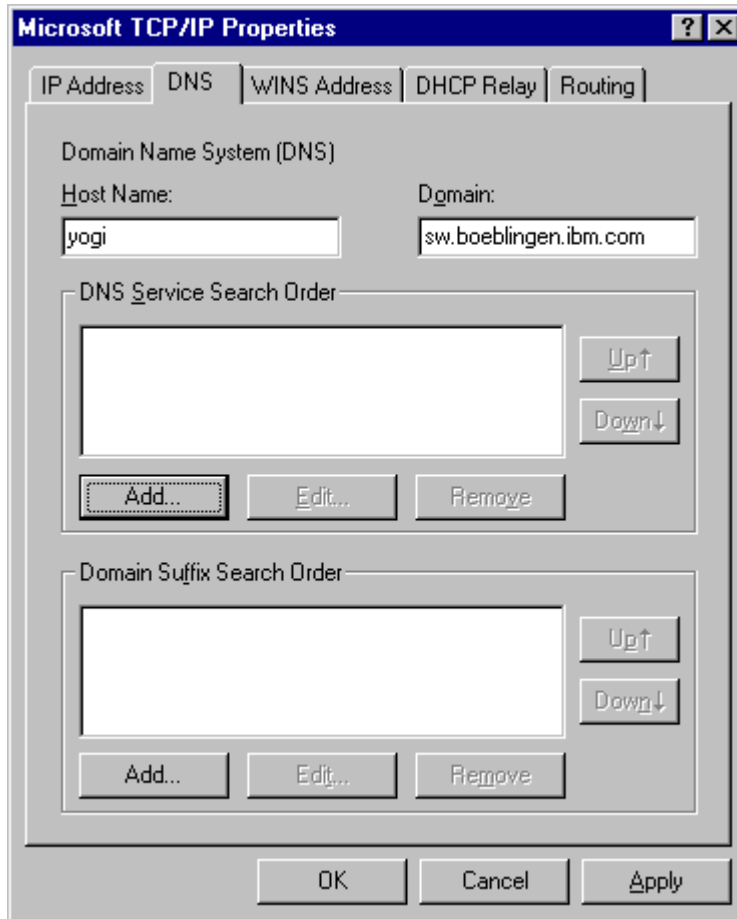 Microsoft TCP/IP Properties
IP Address DNS WINS Address DHCP Relay Routing
Domain Name System (DNS)
Host Name: Domain:
yogi sw.boeblingen.ibm.com
DNS Service Search Order
Up↑
Down↓
Add... Edit... Remove
Domain Suffix Search Order
Up↑
Down↓
Add... Edit... Remove
OK Cancel Apply